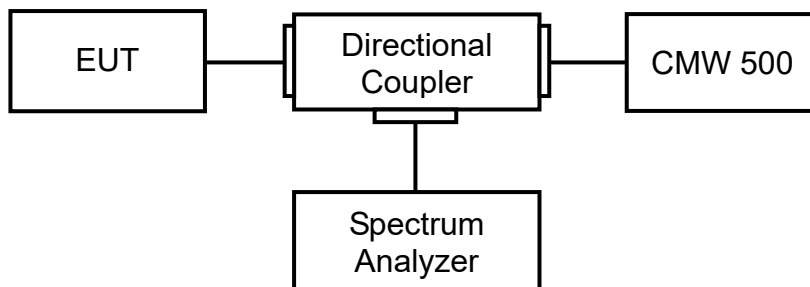 EUT
Directional
Coupler
CMW 500
Spectrum
Analyzer